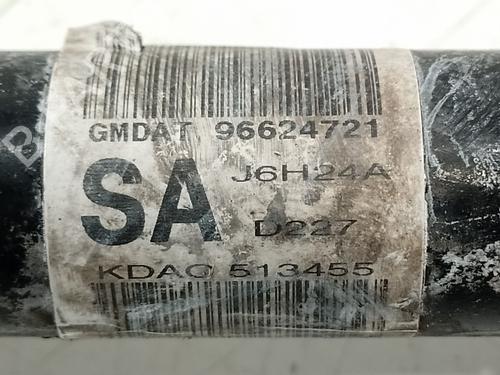 GMDAT 96624721
SA J6H24A
D227
KDAC 513455